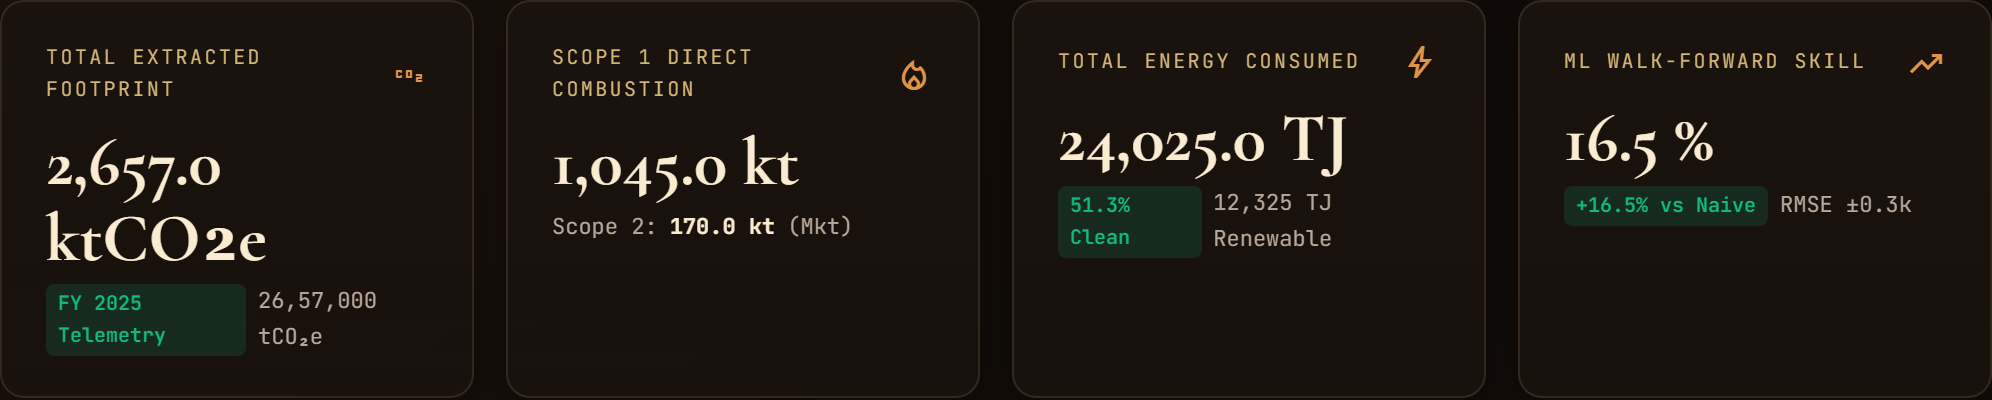 TOTAL EXTRACTED
FOOTPRINT
CO₂
2,657.0
ktCO2e
FY 2025
Telemetry
26,57,000
tCO₂e
SCOPE 1 DIRECT
COMBUSTION
1,045.0 kt
Scope 2: 170.0 kt (Mkt)
TOTAL ENERGY CONSUMED
24,025.0 TJ
51.3%
Clean
12,325 TJ
Renewable
ML WALK-FORWARD SKILL
16.5 %
+16.5% vs Naive RMSE ±0.3k